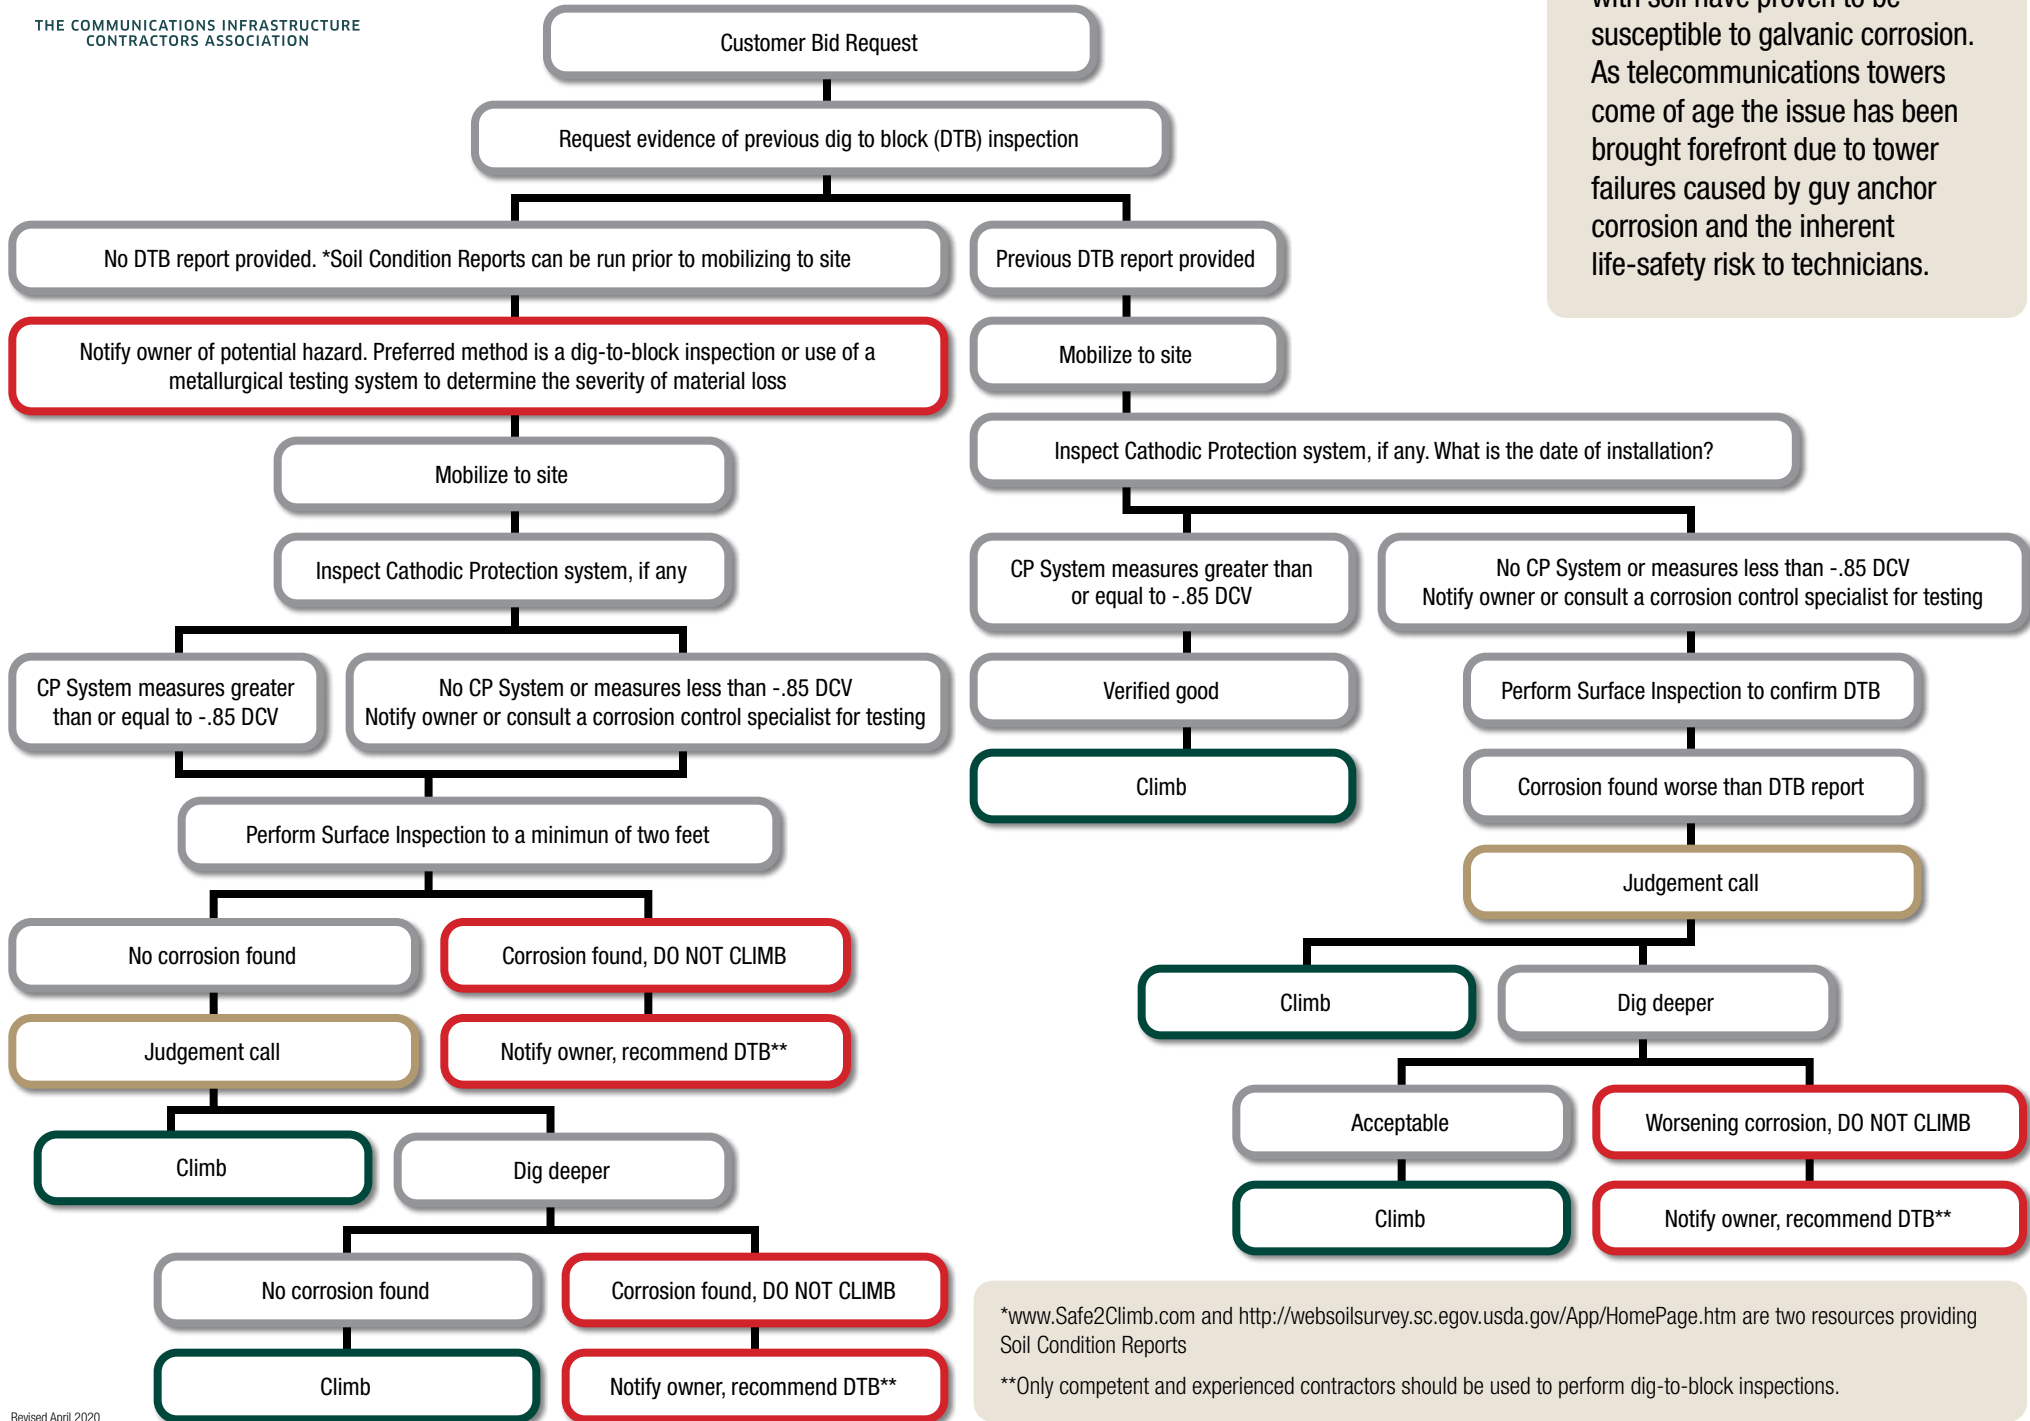 THE COMMUNICATIONS INFRASTRUCTURE
CONTRACTORS ASSOCIATION
with soil have proven to be
susceptible to galvanic corrosion.
As telecommunications towers
come of age the issue has been
brought forefront due to tower
failures caused by guy anchor
corrosion and the inherent
life-safety risk to technicians.
Customer Bid Request
Request evidence of previous dig to block (DTB) inspection
No DTB report provided. *Soil Condition Reports can be run prior to mobilizing to site
Notify owner of potential hazard. Preferred method is a dig-to-block inspection or use of a
metallurgical testing system to determine the severity of material loss
Mobilize to site
Inspect Cathodic Protection system, if any
CP System measures greater
than or equal to -.85 DCV
No CP System or measures less than -.85 DCV
Notify owner or consult a corrosion control specialist for testing
Perform Surface Inspection to a minimun of two feet
No corrosion found
Corrosion found, DO NOT CLIMB
Judgement call
Notify owner, recommend DTB**
Climb
Dig deeper
No corrosion found
Corrosion found, DO NOT CLIMB
Climb
Notify owner, recommend DTB**
Previous DTB report provided
Mobilize to site
Inspect Cathodic Protection system, if any. What is the date of installation?
CP System measures greater than
or equal to -.85 DCV
No CP System or measures less than -.85 DCV
Notify owner or consult a corrosion control specialist for testing
Verified good
Perform Surface Inspection to confirm DTB
Climb
Corrosion found worse than DTB report
Judgement call
Climb
Dig deeper
Acceptable
Worsening corrosion, DO NOT CLIMB
Climb
Notify owner, recommend DTB**
*www.Safe2Climb.com and http://websoilsurvey.sc.egov.usda.gov/App/HomePage.htm are two resources providing
Soil Condition Reports
**Only competent and experienced contractors should be used to perform dig-to-block inspections.
Revised April 2020